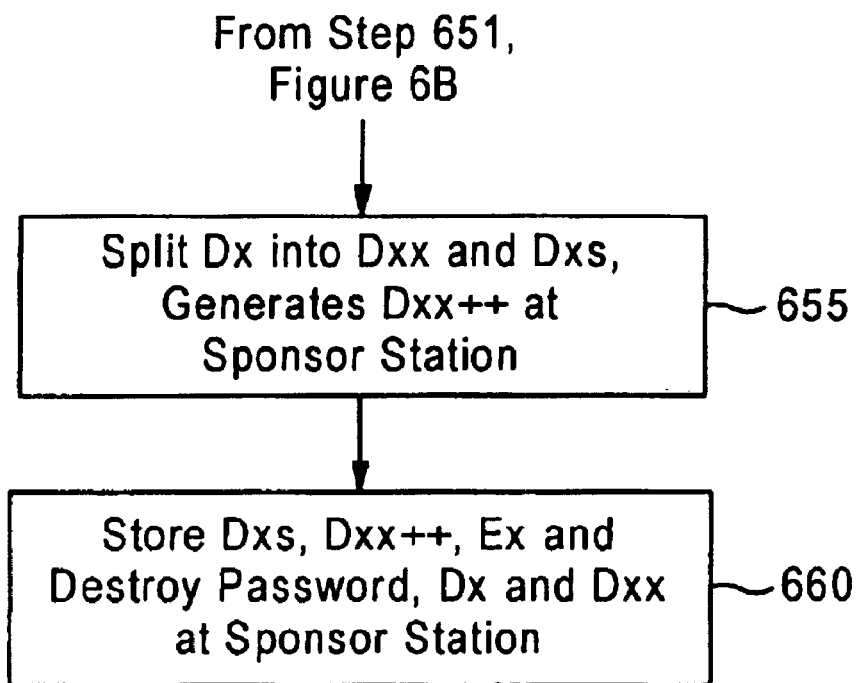 From Step 651,
Figure 6B
Split Dx into Dxx and Dxs,
Generates Dxx++ at
Sponsor Station
655
Store Dxs, Dxx++, Ex and
Destroy Password, Dx and Dxx
at Sponsor Station
660